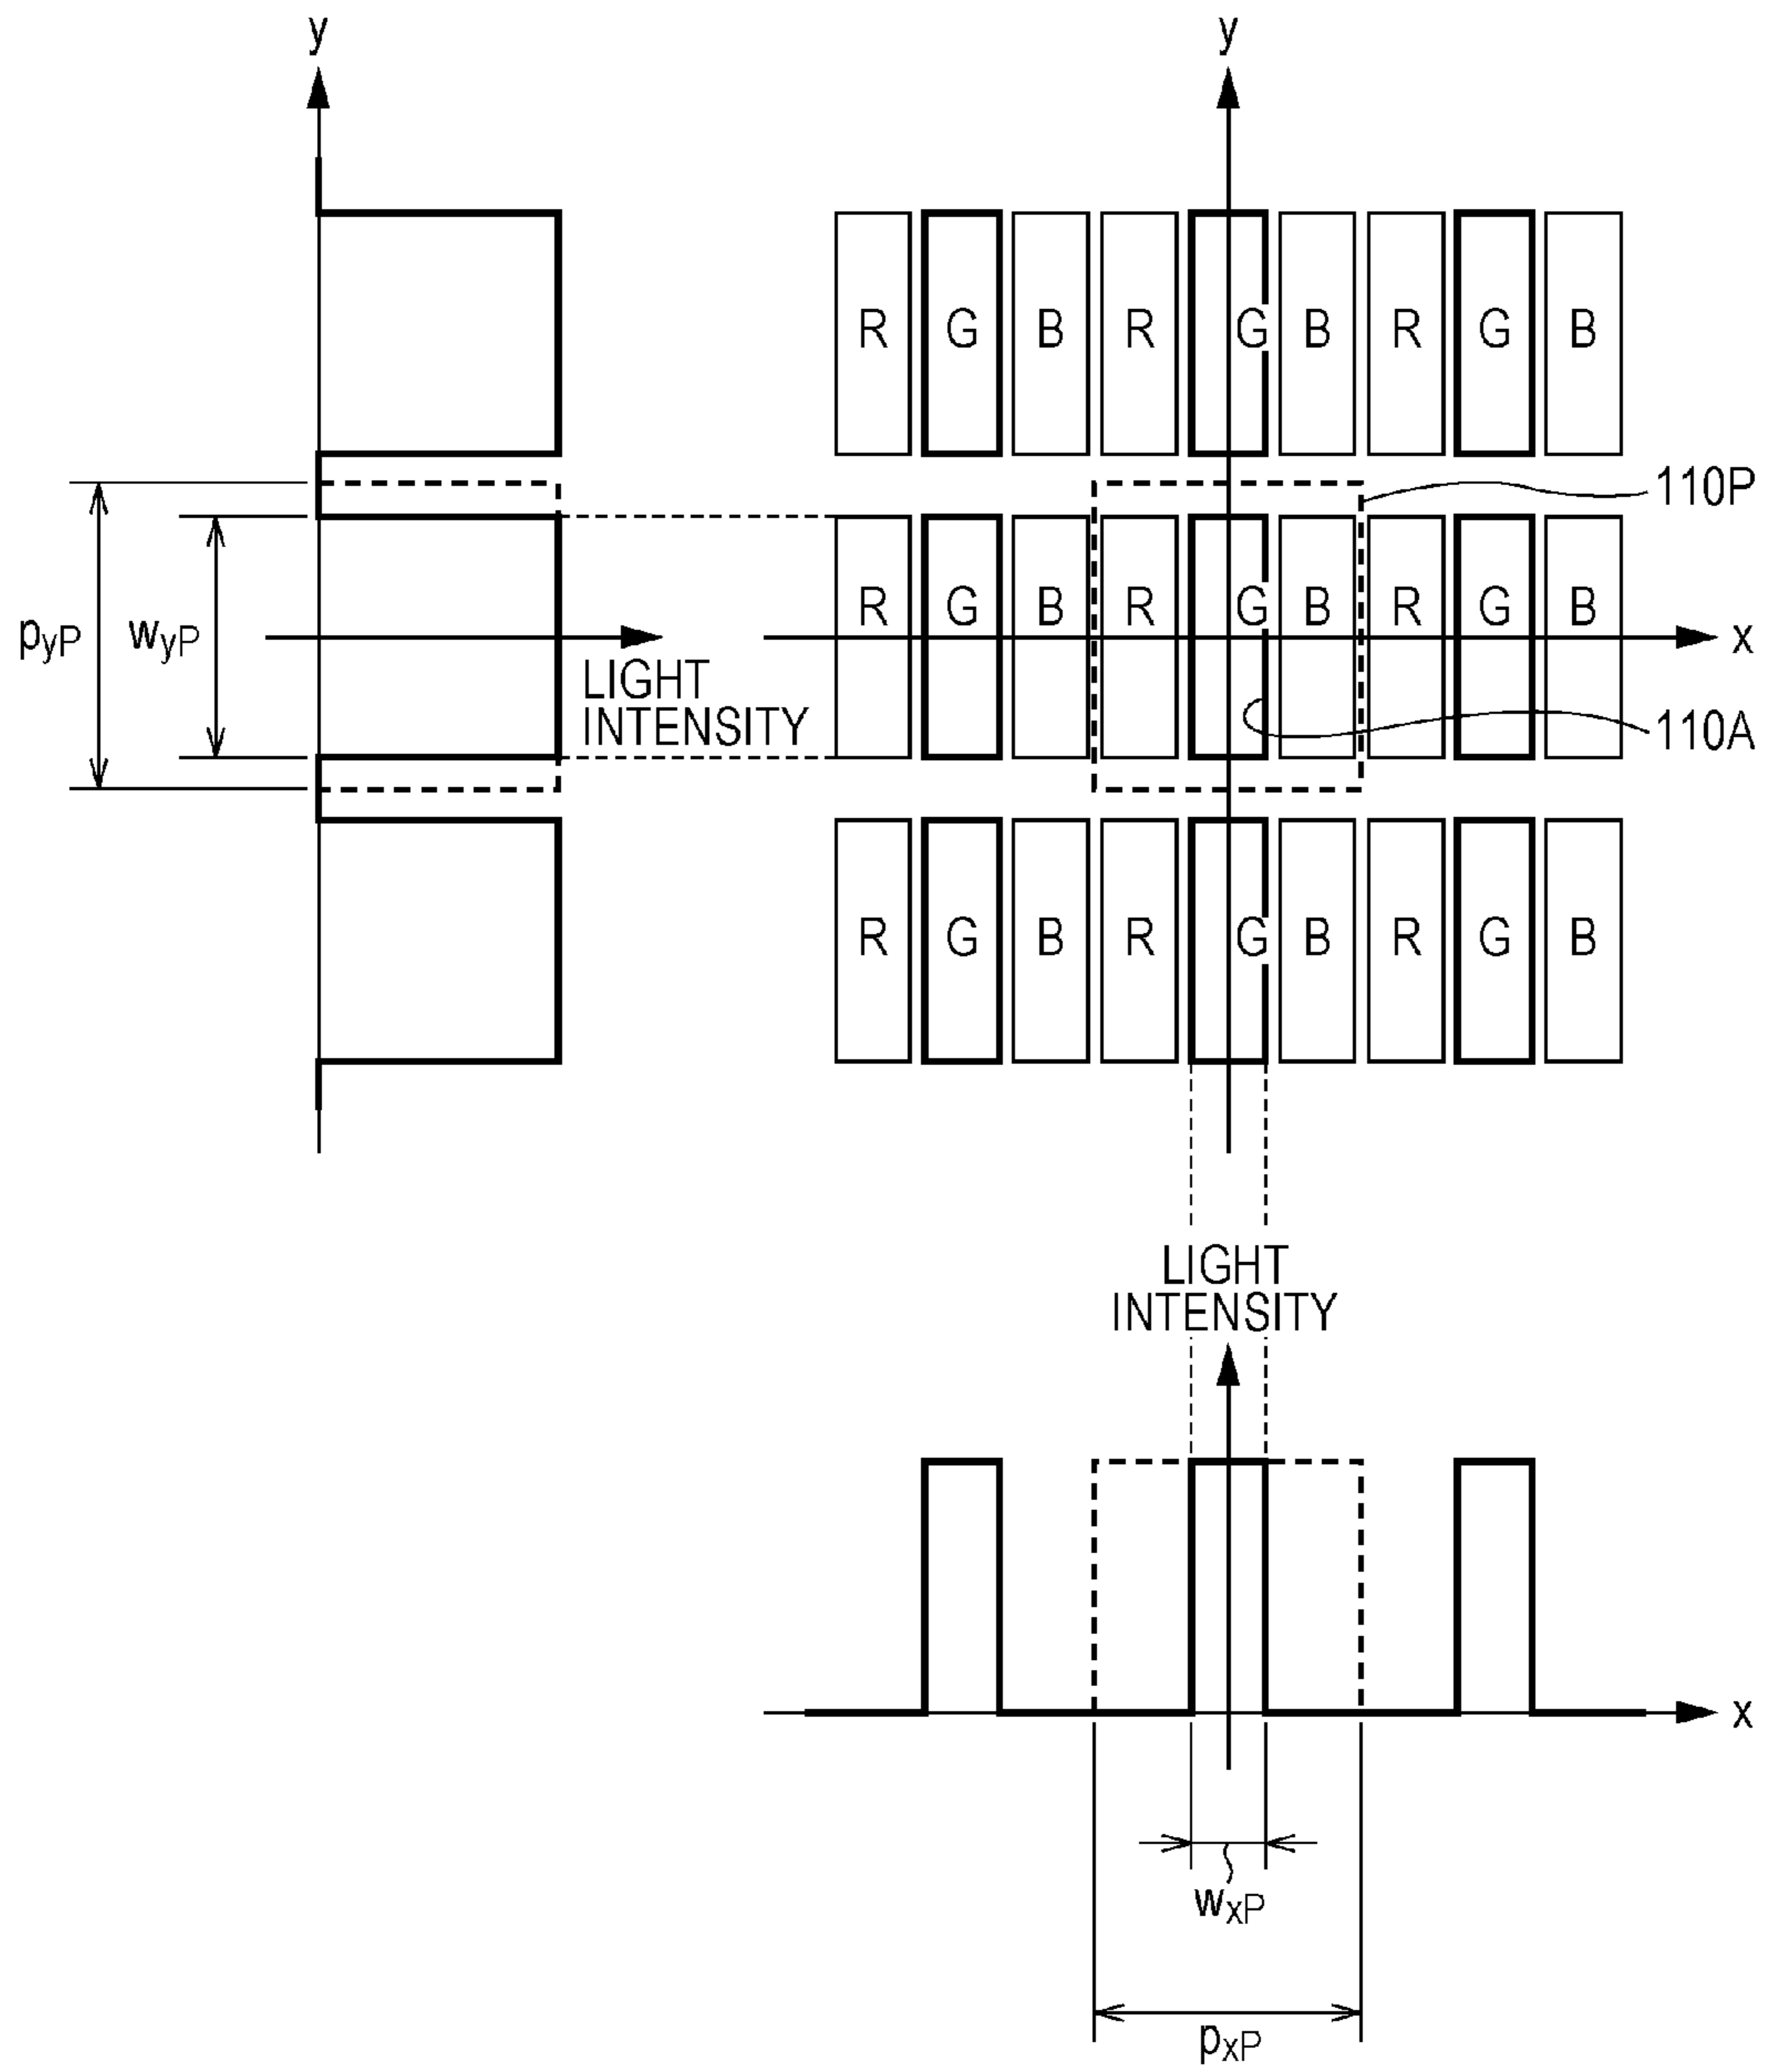 y
y
R G B R G B R G B
110P
R G B R G B R G B
pyP
wyP
x
LIGHT
INTENSITY
110A
R G B R G B R G B
LIGHT
INTENSITY
x
wxP
pxP